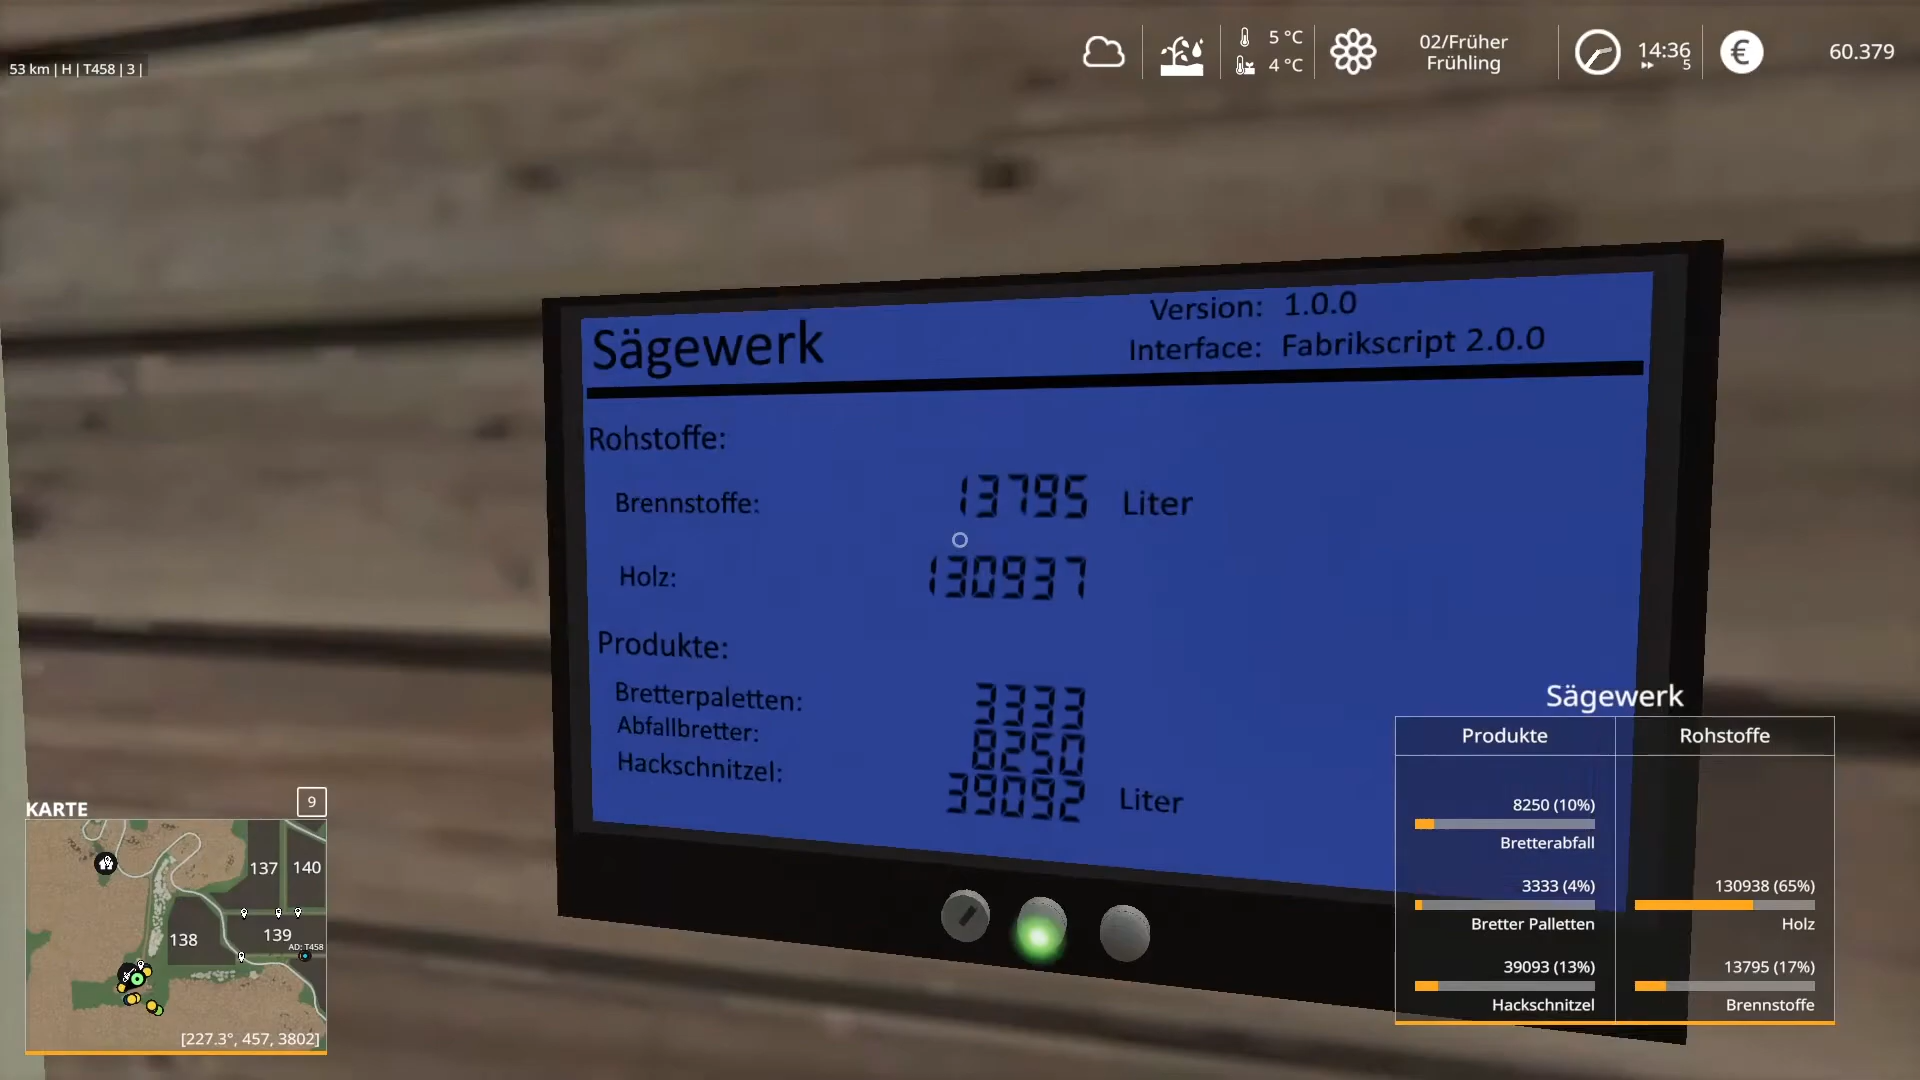 53 km | H | T458 | 3 |
5 °C
4 °C
02/Früher
Frühling
14:36
5
60.379
Sägewerk
Version: 1.0.0
Interface: Fabrikscript 2.0.0
Rohstoffe:
Brennstoffe: 13795 Liter
Holz: 130937
Produkte:
Bretterpaletten: 3333
Abfallbretter: 8250
Hackschnitzel: 39092 Liter
Sägewerk
Produkte Rohstoffe
8250 (10%)
Bretterabfall
3333 (4%) 130938 (65%)
Bretter Palletten Holz
39093 (13%) 13795 (17%)
Hackschnitzel Brennstoffe
KARTE 9
137 140
138 139
AD: T458
[227.3°, 457, 3802]